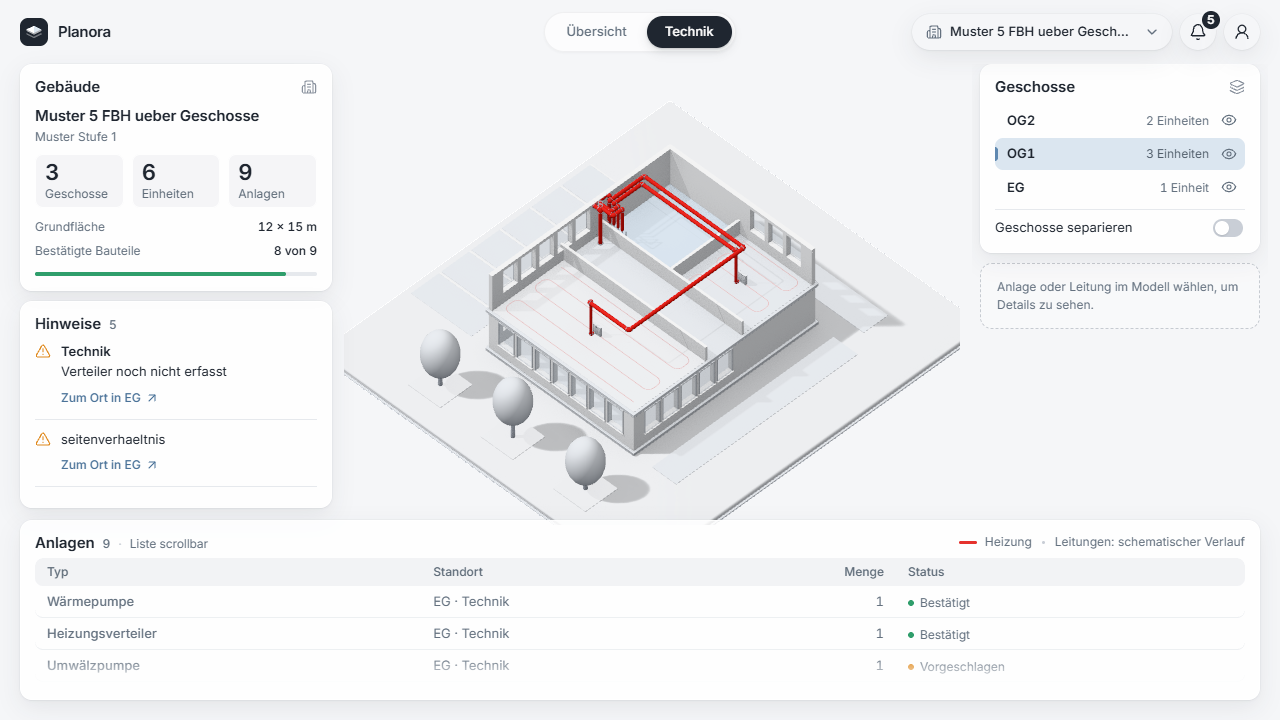 Planora
Übersicht
Technik
Muster 5 FBH ueber Gesch...
5
Gebäude
Muster 5 FBH ueber Geschosse
Muster Stufe 1
3
Geschosse
6
Einheiten
9
Anlagen
Grundfläche
12 × 15 m
Bestätigte Bauteile
8 von 9
Hinweise 5
Technik
Verteiler noch nicht erfasst
Zum Ort in EG
seitenverhaeltnis
Zum Ort in EG
Geschosse
OG2 2 Einheiten
OG1 3 Einheiten
EG 1 Einheit
Geschosse separieren
Anlage oder Leitung im Modell wählen, um
Details zu sehen.
Anlagen 9 · Liste scrollbar
Heizung • Leitungen: schematischer Verlauf
Typ Standort Menge Status
Wärmepumpe EG · Technik 1 Bestätigt
Heizungsverteiler EG · Technik 1 Bestätigt
Umwälzpumpe EG · Technik 1 Vorgeschlagen